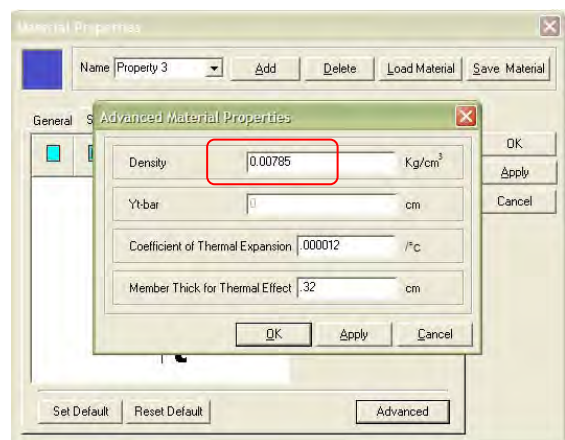 Material Properties
Name Property 3 Add Delete Load Material Save Material
General S
Advanced Material Properties
OK
Apply
Cancel
Density 0.00785 Kg/cm³
Yt-bar 0 cm
Coefficient of Thermal Expansion .000012 /°C
Member Thick for Thermal Effect .32 cm
OK Apply Cancel
Set Default Reset Default Advanced